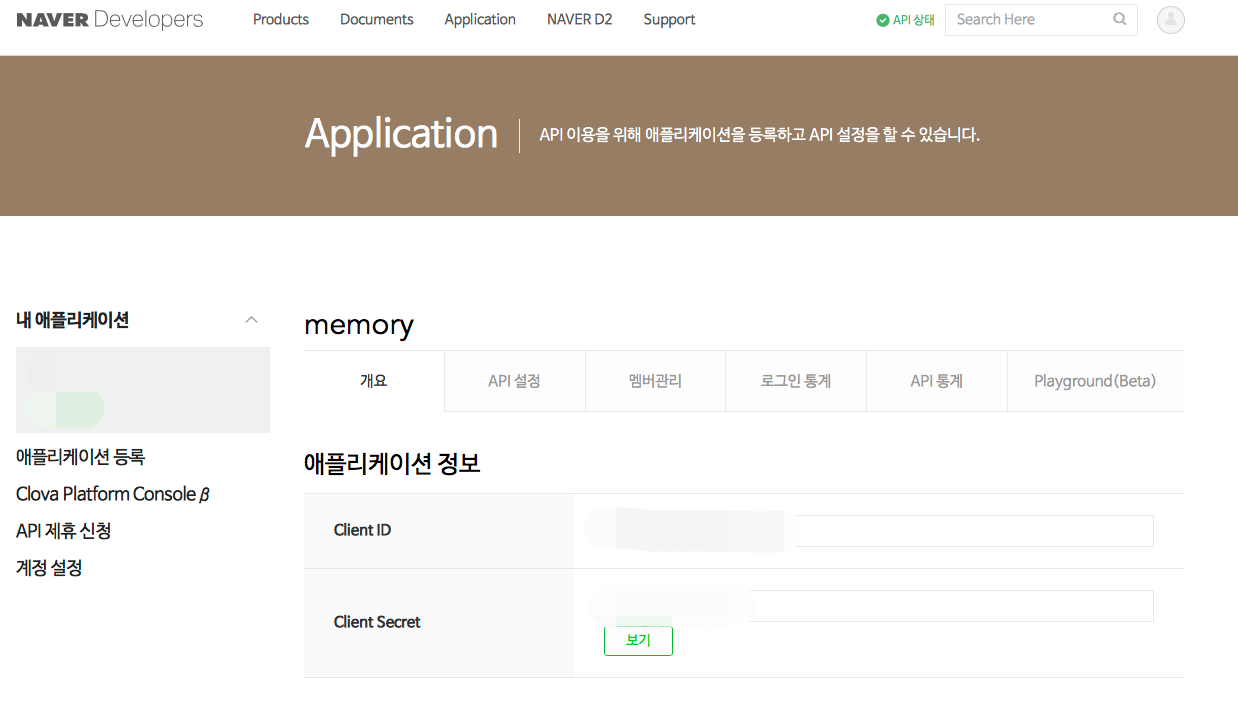 NAVER Developers Products Documents Application NAVER D2 Support API 상태 Search Here
Application API 이용을 위해 애플리케이션을 등록하고 API 설정을 할 수 있습니다.
내 애플리케이션
애플리케이션 등록
Clova Platform Console β
API 제휴 신청
계정 설정
memory
개요 API 설정 멤버관리 로그인 통계 API 통계 Playground(Beta)
애플리케이션 정보
Client ID
Client Secret
보기